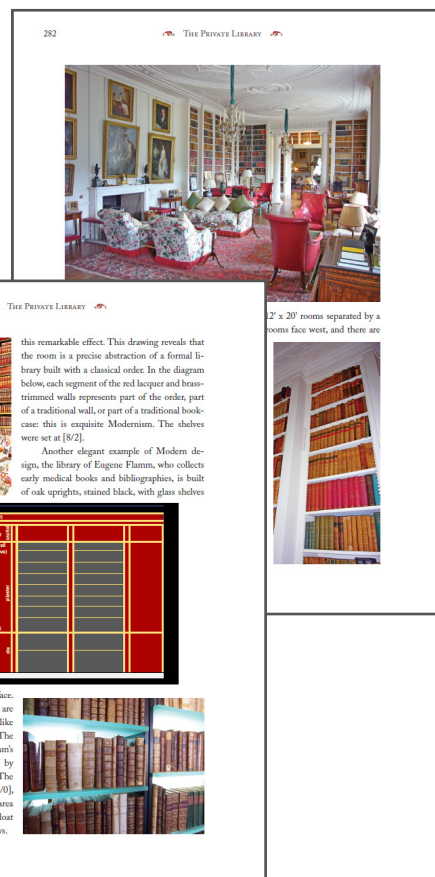 282
The Private Library
12' x 20' rooms separated by a
rooms face west, and there are
The Private Library
this remarkable effect. This drawing reveals that
the room is a precise abstraction of a formal li-
brary built with a classical order. In the diagram
below, each segment of the red lacquer and brass-
trimmed walls represents part of the order, part
of a traditional wall, or part of a traditional book-
case: this is exquisite Modernism. The shelves
were set at [8/2].
Another elegant example of Modern de-
sign, the library of Eugene Flamm, who collects
early medical books and bibliographies, is built
of oak uprights, stained black, with glass shelves
capital
pilaster
die
are
like
The
by
The
/0],